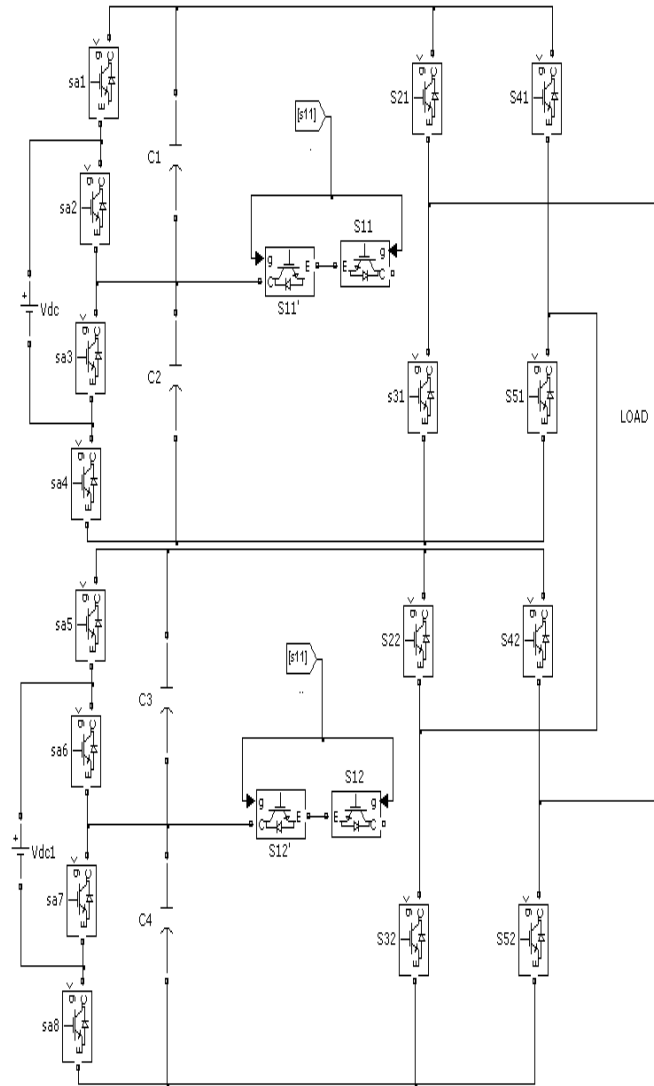 sa1
g C
E
S21
g C
E
S41
g C
E
[s11]
.
C1
sa2
g C
E
S11
g
E C
g
C E
S11'
+
Vdc
sa3
g C
E
C2
s31
g C
E
S51
g C
E
LOAD
sa4
g C
E
sa5
g C
E
S22
g C
E
S42
g C
E
[s11]
..
C3
sa6
g C
E
S12
g
E C
g
C E
S12'
+
Vdc1
sa7
g C
E
C4
S32
g C
E
S52
g C
E
sa8
g C
E